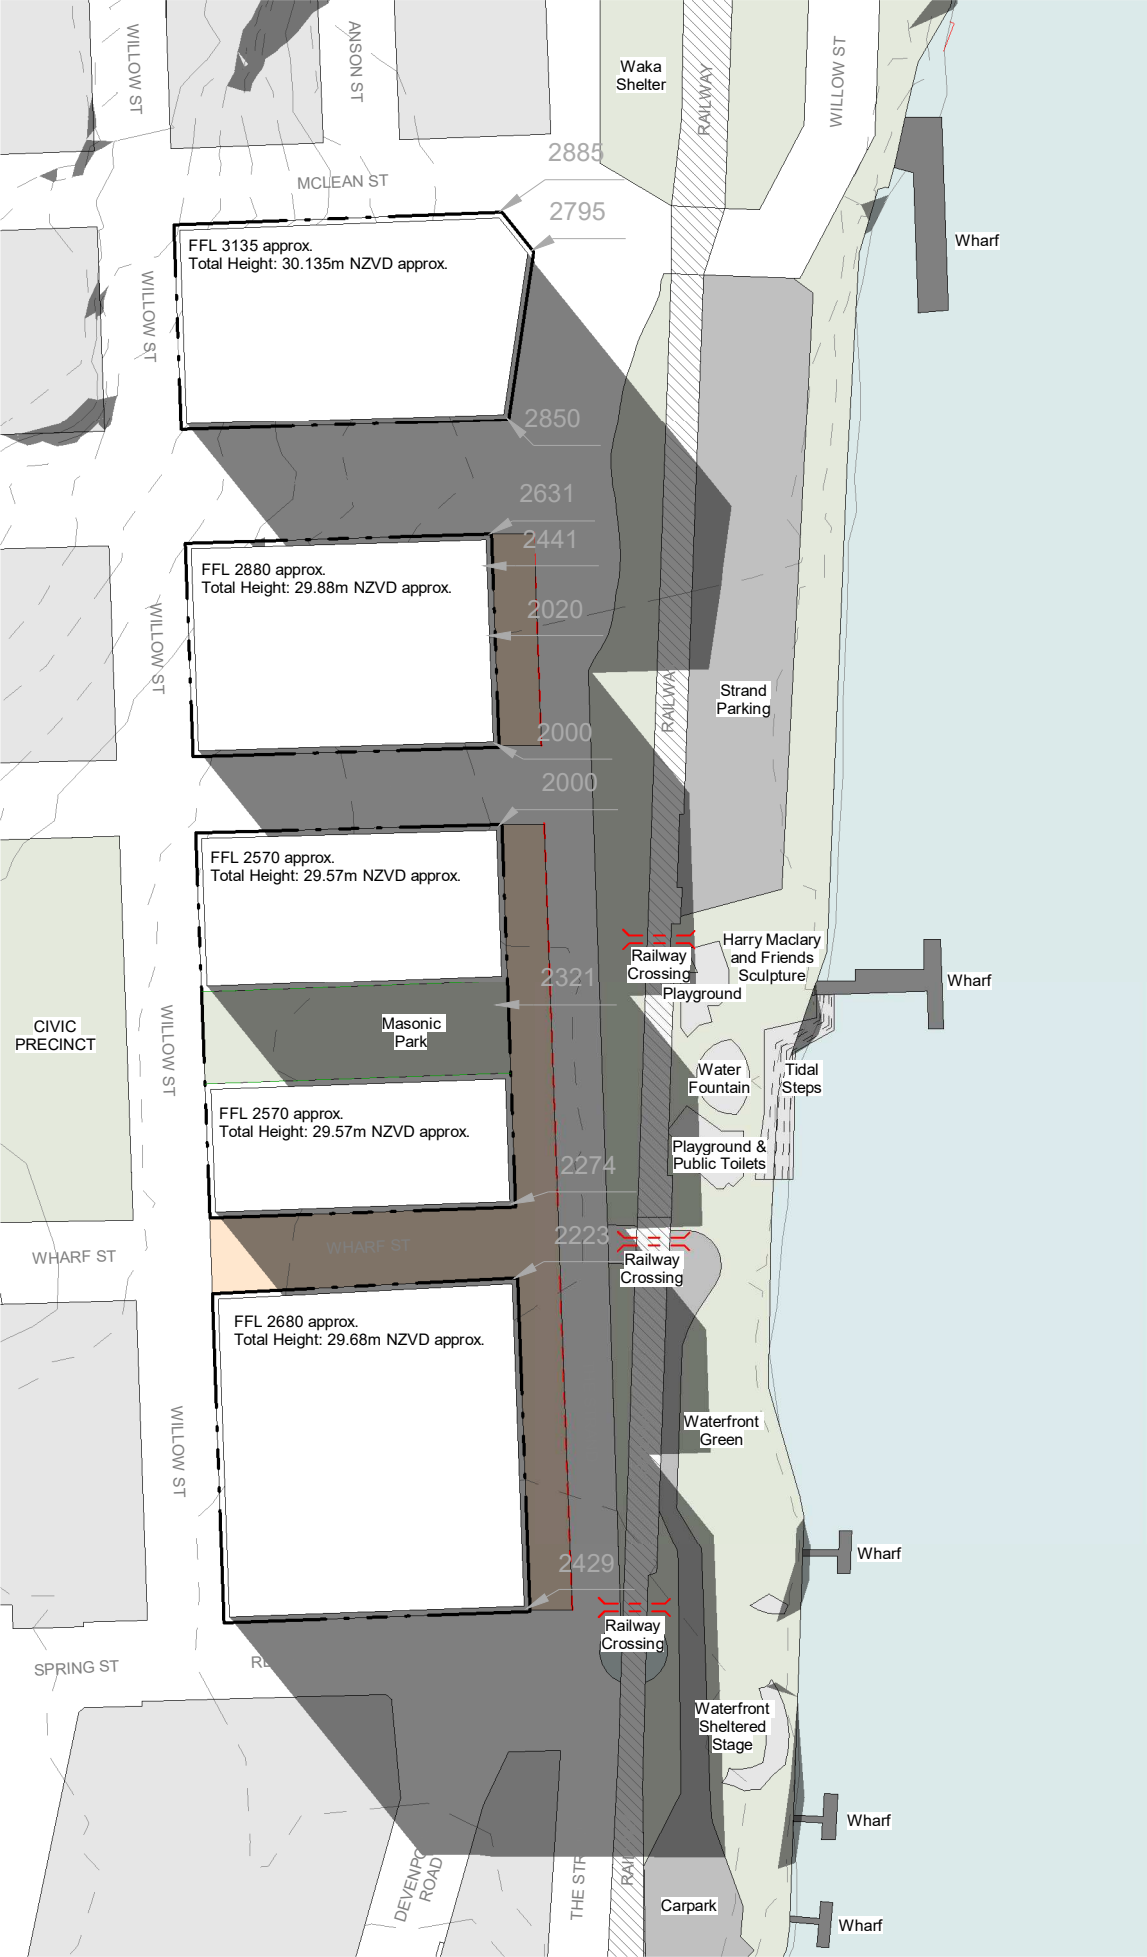 WILLOW ST
ANSON ST
Waka
Shelter
RAILWAY
WILLOW ST
2885
MCLEAN ST
2795
Wharf
FFL 3135 approx.
Total Height: 30.135m NZVD approx.
WILLOW ST
2850
2631
2441
FFL 2880 approx.
Total Height: 29.88m NZVD approx.
2020
WILLOW ST
RAILWA
Strand
Parking
2000
2000
FFL 2570 approx.
Total Height: 29.57m NZVD approx.
Harry Maclary
and Friends
Sculpture
Railway
Crossing
2321
Wharf
Playground
CIVIC
PRECINCT
WILLOW ST
Masonic
Park
Water
Fountain
Tidal
Steps
FFL 2570 approx.
Total Height: 29.57m NZVD approx.
Playground &
Public Toilets
2274
2223
WHARF ST
WHARF ST
Railway
Crossing
FFL 2680 approx.
Total Height: 29.68m NZVD approx.
WILLOW ST
Waterfront
Green
2429
Wharf
Railway
Crossing
SPRING ST
Waterfront
Sheltered
Stage
Wharf
DEVENPO
ROAD
THE STR
RAI
Carpark
Wharf